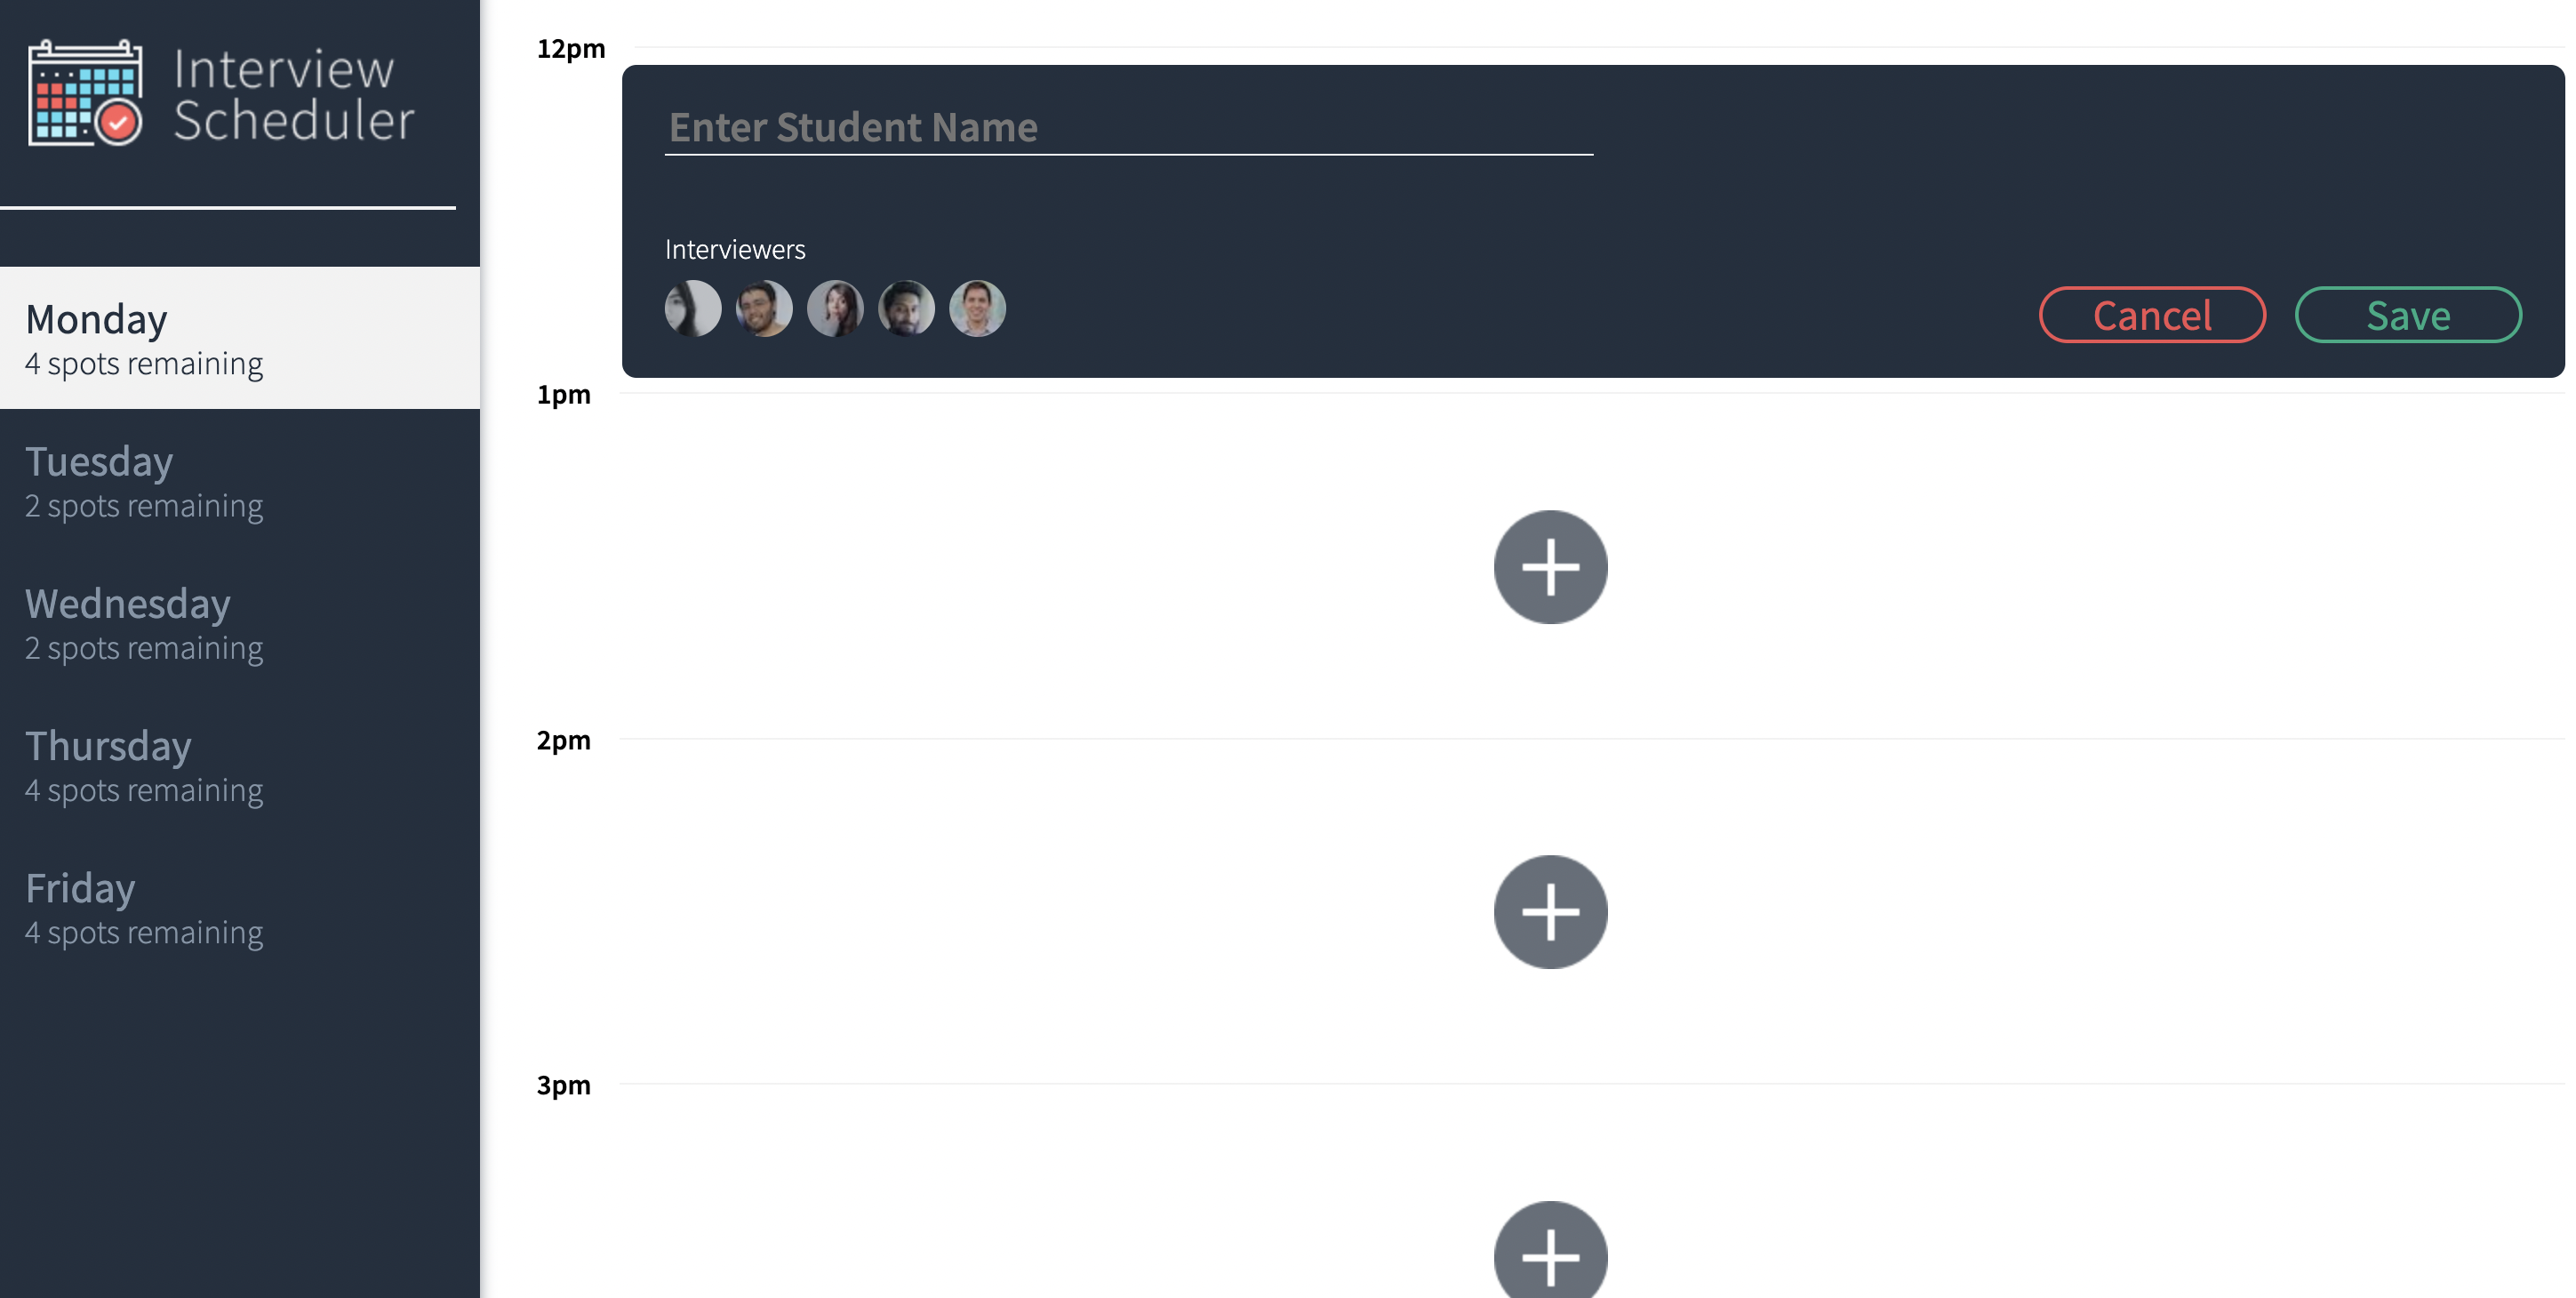 Interview
Scheduler
Monday
4 spots remaining
Tuesday
2 spots remaining
Wednesday
2 spots remaining
Thursday
4 spots remaining
Friday
4 spots remaining
12pm
Enter Student Name
Interviewers
Cancel
Save
1pm
2pm
3pm